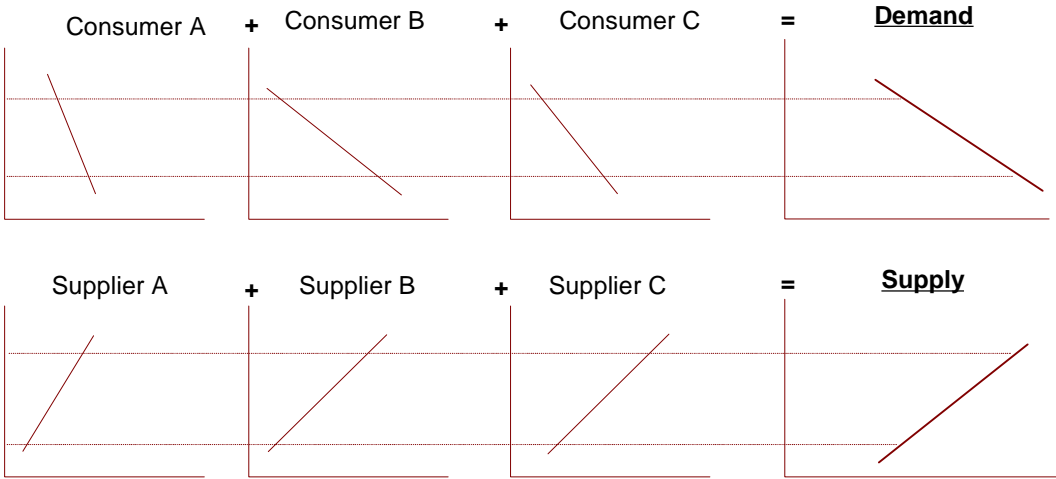 Consumer A + Consumer B + Consumer C = Demand
Supplier A + Supplier B + Supplier C = Supply